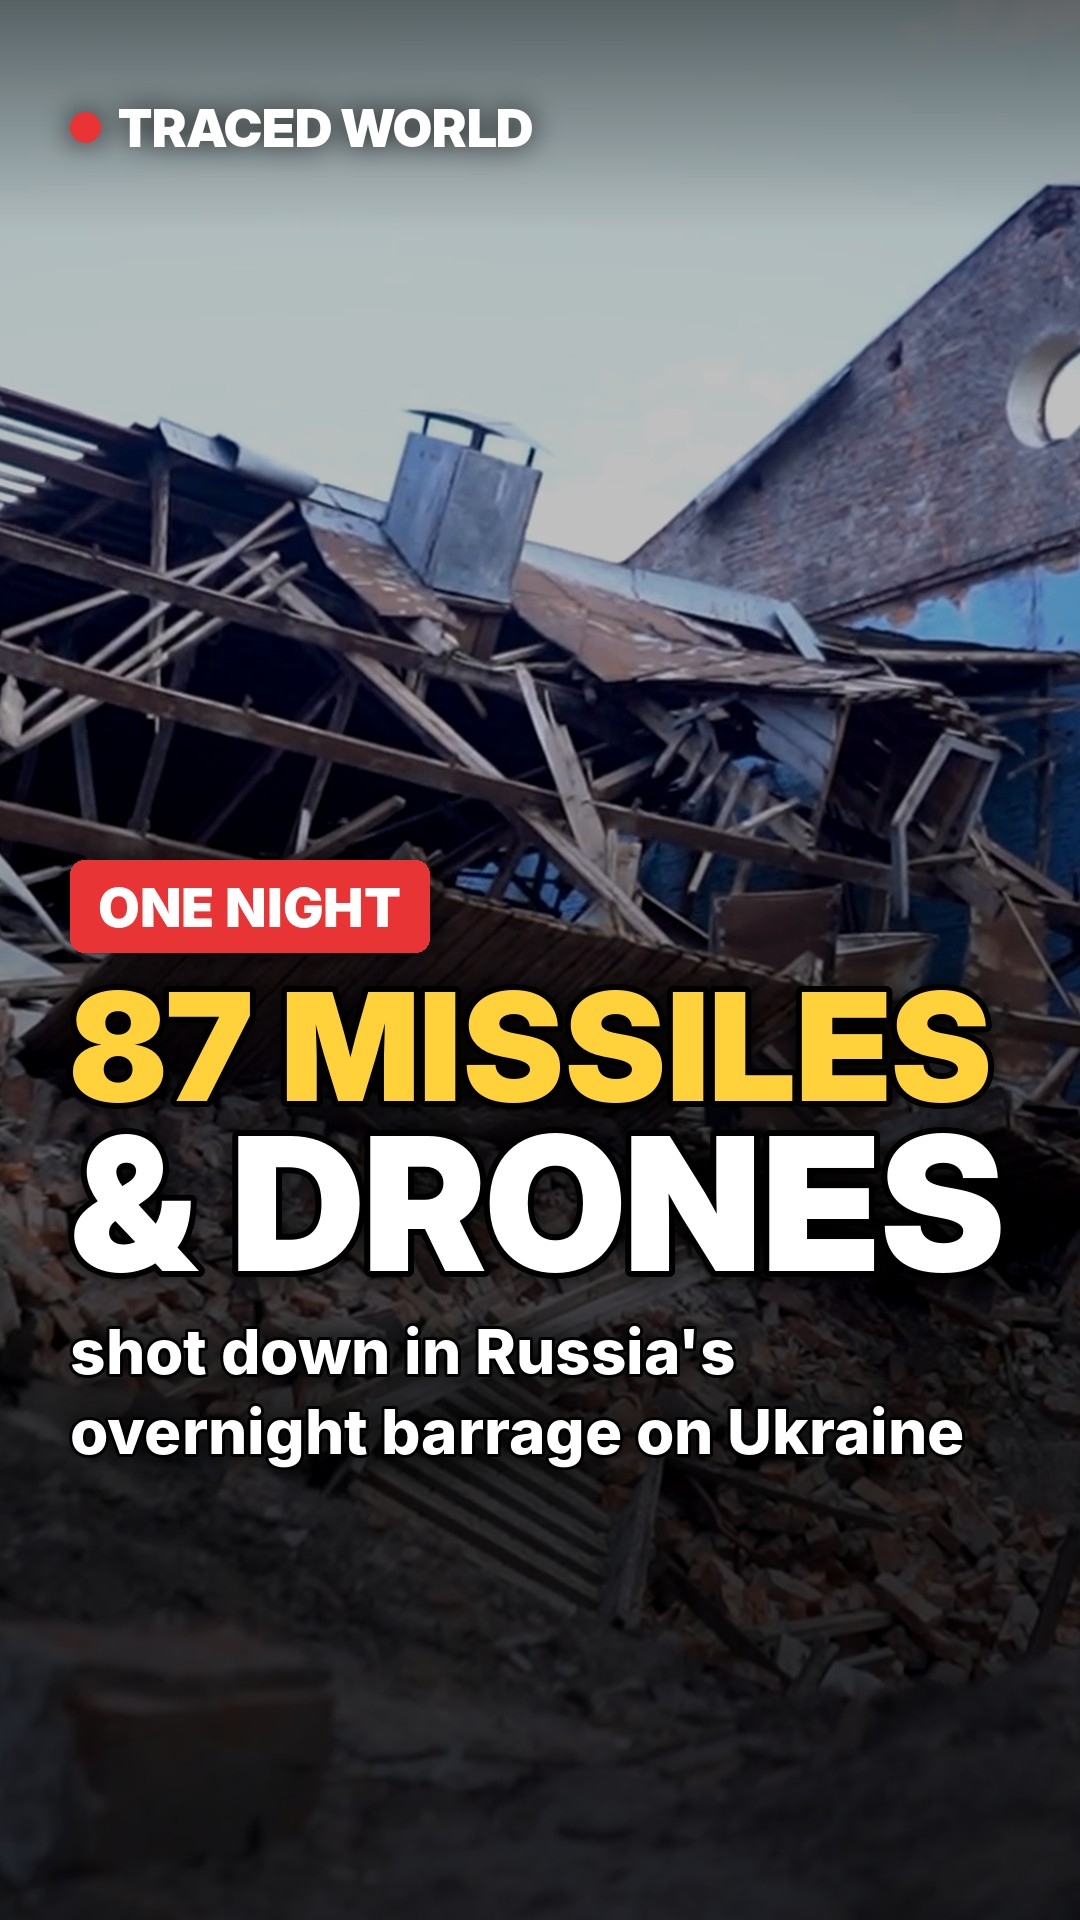 TRACED WORLD
ONE NIGHT
87 MISSILES
& DRONES
shot down in Russia's
overnight barrage on Ukraine